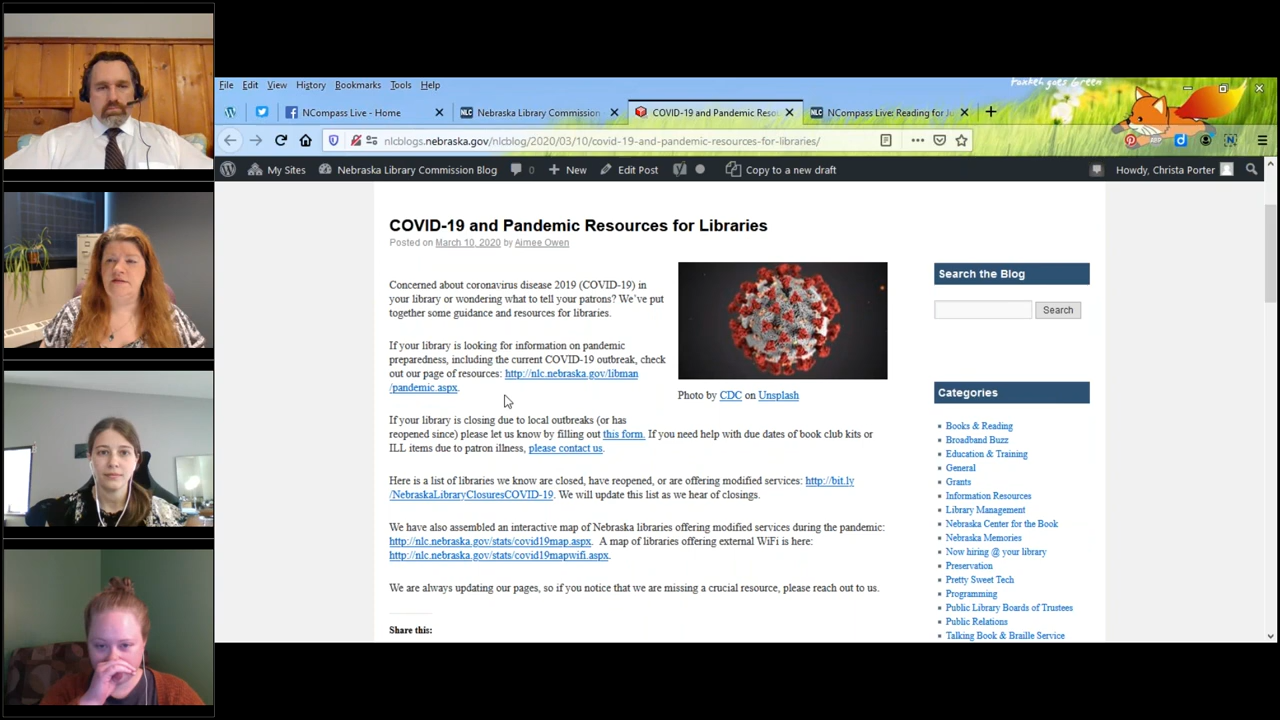 Foxkeh goes Green
File Edit View History Bookmarks Tools Help
NCompass Live - Home
Nebraska Library Commission
COVID-19 and Pandemic Reso
NCompass Live: Reading for Ju
nlcblogs.nebraska.gov/nlcblog/2020/03/10/covid-19-and-pandemic-resources-for-libraries/
ABP
My Sites Nebraska Library Commission Blog 0 New Edit Post Copy to a new draft Howdy, Christa Porter
COVID-19 and Pandemic Resources for Libraries
Posted on March 10, 2020 by Aimee Owen
Concerned about coronavirus disease 2019 (COVID-19) in
your library or wondering what to tell your patrons? We've put
together some guidance and resources for libraries.
If your library is looking for information on pandemic
preparedness, including the current COVID-19 outbreak, check
out our page of resources: http://nlc.nebraska.gov/libman
/pandemic.aspx.
Photo by CDC on Unsplash
If your library is closing due to local outbreaks (or has
reopened since) please let us know by filling out this form. If you need help with due dates of book club kits or
ILL items due to patron illness, please contact us.
Here is a list of libraries we know are closed, have reopened, or are offering modified services: http://bit.ly
/NebraskaLibraryClosuresCOVID-19. We will update this list as we hear of closings.
We have also assembled an interactive map of Nebraska libraries offering modified services during the pandemic:
http://nlc.nebraska.gov/stats/covid19map.aspx. A map of libraries offering external WiFi is here:
http://nlc.nebraska.gov/stats/covid19mapwifi.aspx.
We are always updating our pages, so if you notice that we are missing a crucial resource, please reach out to us.
Share this:
Search the Blog
Search
Categories
Books & Reading
Broadband Buzz
Education & Training
General
Grants
Information Resources
Library Management
Nebraska Center for the Book
Nebraska Memories
Now hiring @ your library
Preservation
Pretty Sweet Tech
Programming
Public Library Boards of Trustees
Public Relations
Talking Book & Braille Service